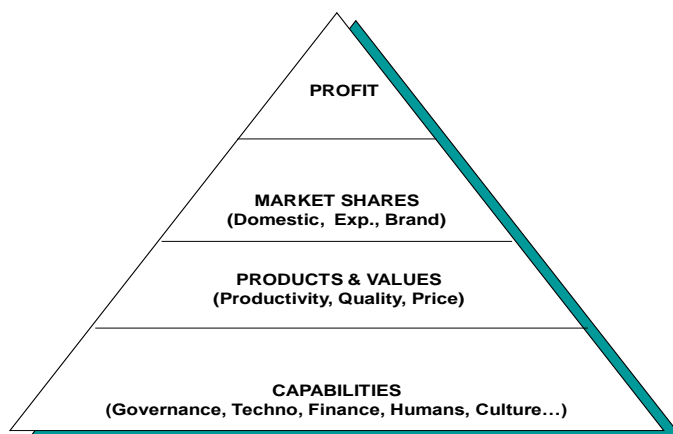 PROFIT
MARKET SHARES
(Domestic, Exp., Brand)
PRODUCTS & VALUES
(Productivity, Quality, Price)
CAPABILITIES
(Governance, Techno, Finance, Humans, Culture…)